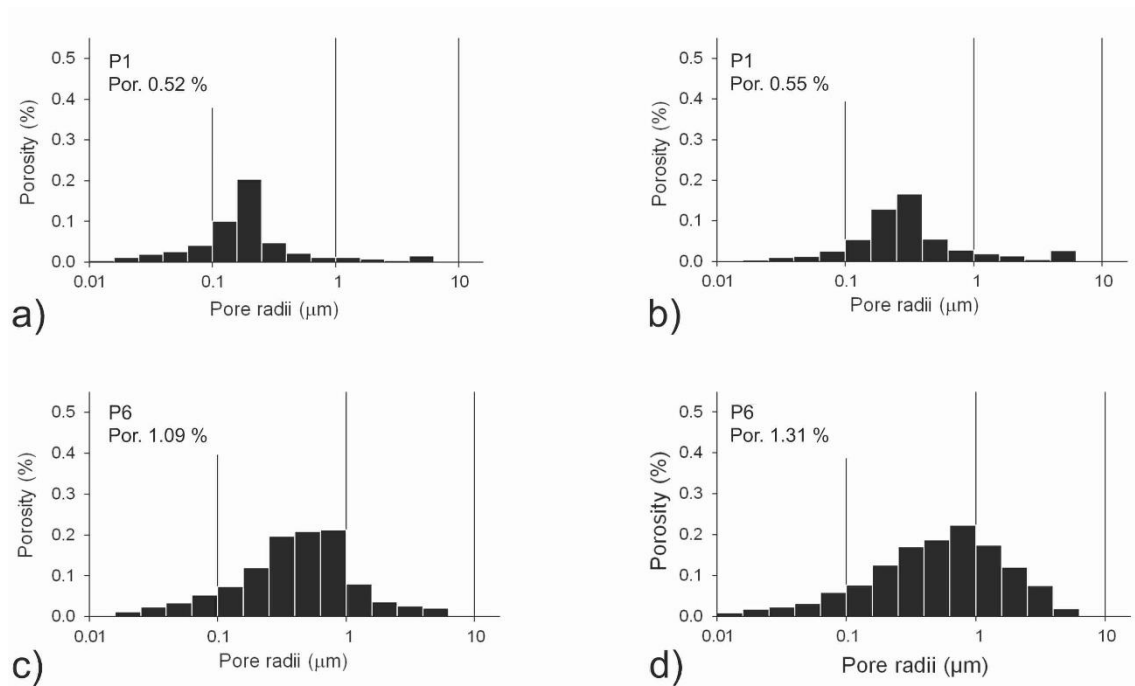 P1
Por. 0.52 %
Porosity (%)
0.5
0.4
0.3
0.2
0.1
0.0
0.01 0.1 1 10
Pore radii (μm)
a)
P1
Por. 0.55 %
Porosity (%)
0.5
0.4
0.3
0.2
0.1
0.0
0.01 0.1 1 10
Pore radii (μm)
b)
P6
Por. 1.09 %
Porosity (%)
0.5
0.4
0.3
0.2
0.1
0.0
0.01 0.1 1 10
Pore radii (μm)
c)
P6
Por. 1.31 %
Porosity (%)
0.5
0.4
0.3
0.2
0.1
0.0
0.01 0.1 1 10
Pore radii (μm)
d)